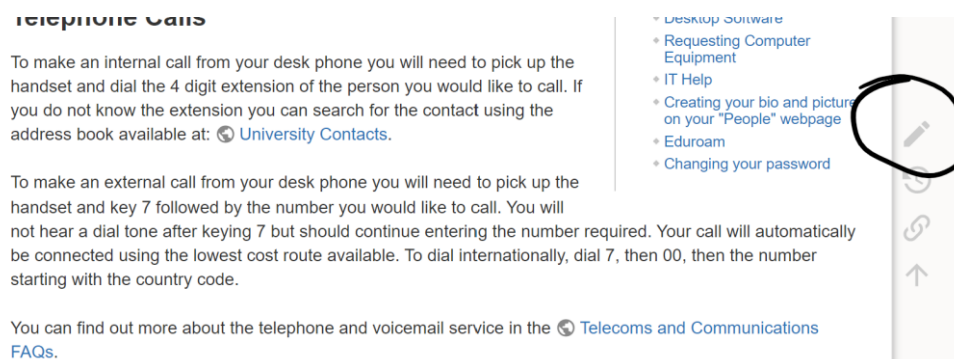 Telephone Calls
To make an internal call from your desk phone you will need to pick up the
handset and dial the 4 digit extension of the person you would like to call. If
you do not know the extension you can search for the contact using the
address book available at: University Contacts.
To make an external call from your desk phone you will need to pick up the
handset and key 7 followed by the number you would like to call. You will
not hear a dial tone after keying 7 but should continue entering the number required. Your call will automatically
be connected using the lowest cost route available. To dial internationally, dial 7, then 00, then the number
starting with the country code.
You can find out more about the telephone and voicemail service in the Telecoms and Communications
FAQs.
Desktop Software
Requesting Computer
Equipment
IT Help
Creating your bio and picture
on your "People" webpage
Eduroam
Changing your password